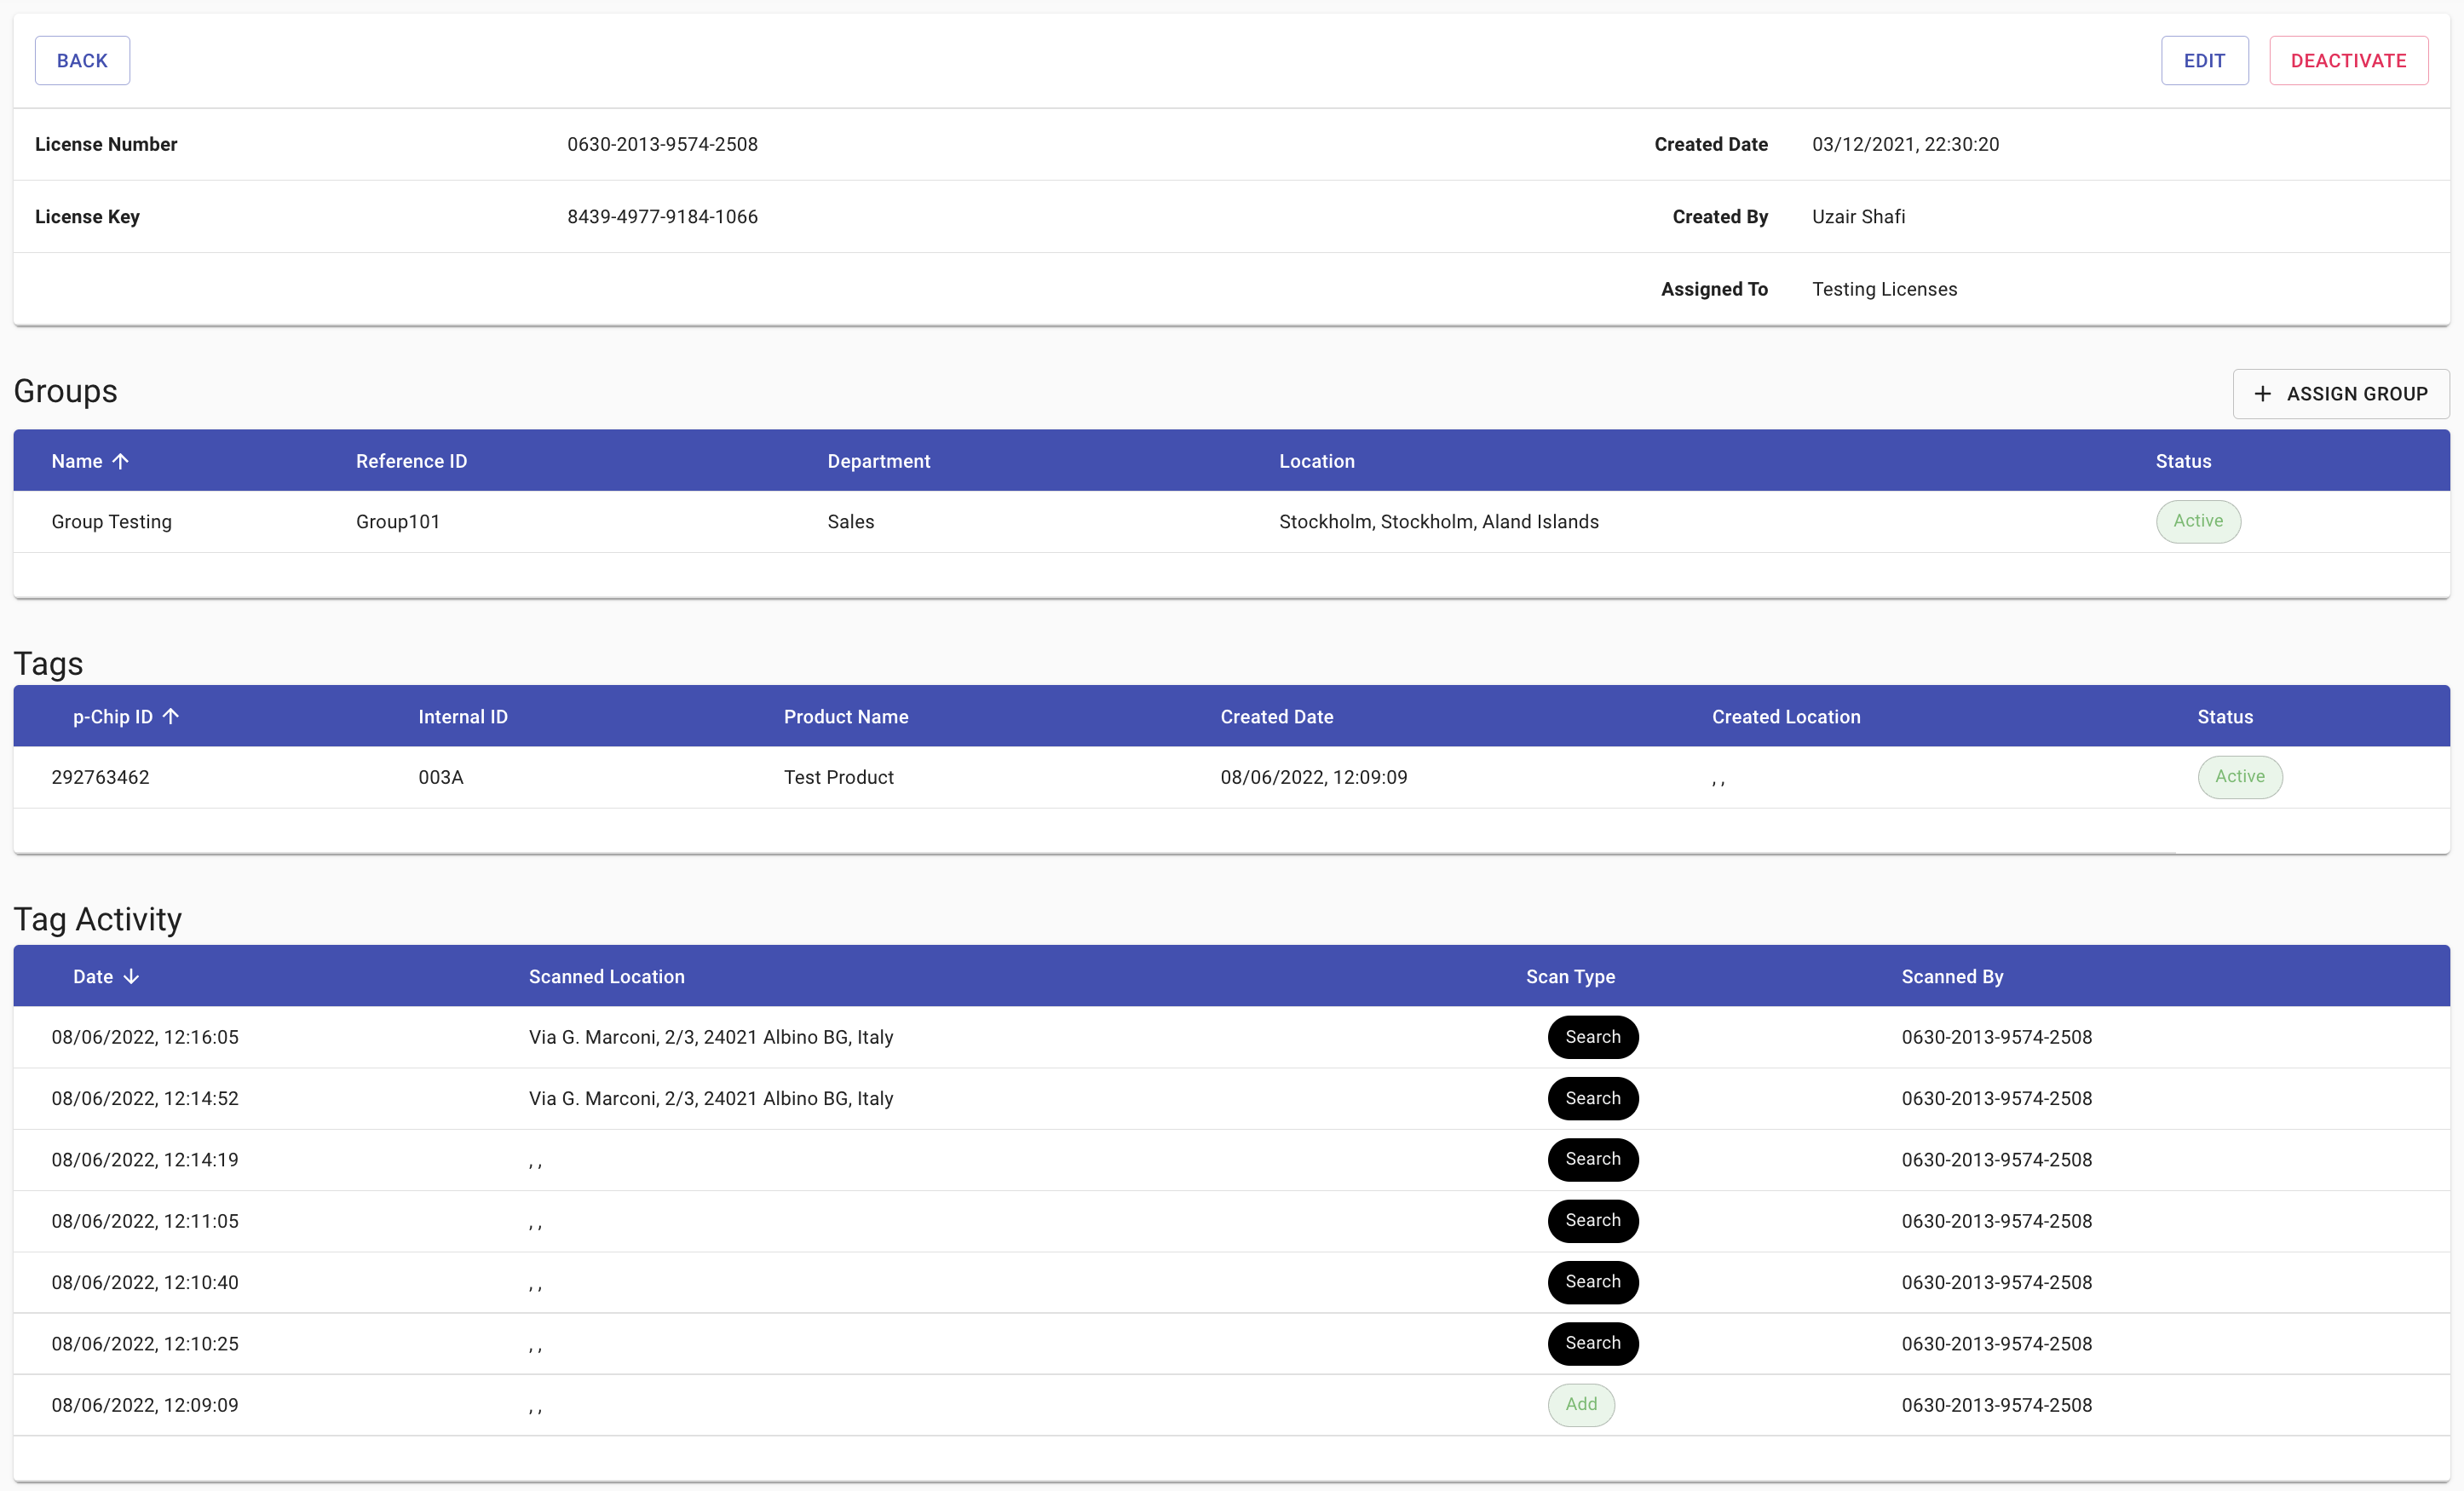 BACK EDIT DEACTIVATE
License Number 0630-2013-9574-2508 Created Date 03/12/2021, 22:30:20
License Key 8439-4977-9184-1066 Created By Uzair Shafi
Assigned To Testing Licenses
Groups + ASSIGN GROUP
Name ↑ Reference ID Department Location Status
Group Testing Group101 Sales Stockholm, Stockholm, Aland Islands Active
Tags
p-Chip ID ↑ Internal ID Product Name Created Date Created Location Status
292763462 003A Test Product 08/06/2022, 12:09:09 , , Active
Tag Activity
Date ↓ Scanned Location Scan Type Scanned By
08/06/2022, 12:16:05 Via G. Marconi, 2/3, 24021 Albino BG, Italy Search 0630-2013-9574-2508
08/06/2022, 12:14:52 Via G. Marconi, 2/3, 24021 Albino BG, Italy Search 0630-2013-9574-2508
08/06/2022, 12:14:19 , , Search 0630-2013-9574-2508
08/06/2022, 12:11:05 , , Search 0630-2013-9574-2508
08/06/2022, 12:10:40 , , Search 0630-2013-9574-2508
08/06/2022, 12:10:25 , , Search 0630-2013-9574-2508
08/06/2022, 12:09:09 , , Add 0630-2013-9574-2508